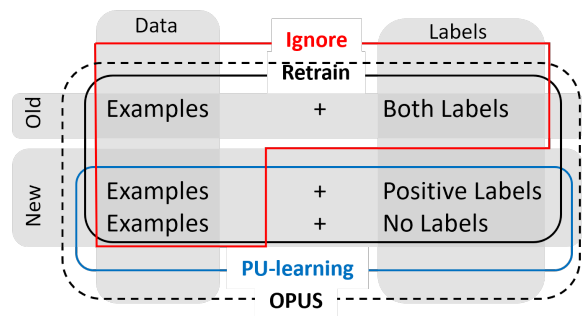 Data
Labels
Ignore
Retrain
Old
Examples + Both Labels
New
Examples + Positive Labels
Examples + No Labels
PU-learning
OPUS